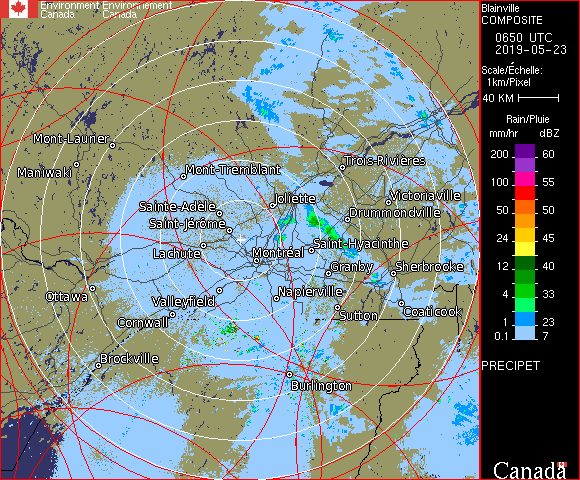 Environment Environnement
Canada Canada
Blainville
COMPOSITE
0650 UTC
2019-05-23
Scale/Échelle:
1km/Pixel
40 KM
Rain/Pluie
mm/hr dBZ
200 60
100 55
50 50
24 45
12 40
4 33
1 23
0.1 7
PRECIPET
Canada
Mont-Laurier
Maniwaki
Mont-Tremblant
Trois-Rivières
Sainte-Adèle
Joliette
Victoriaville
Saint-Jérôme
Drummondville
Lachute
Montréal
Saint-Hyacinthe
Granby
Sherbrooke
Ottawa
Valleyfield
Napierville
Cornwall
Sutton
Coaticook
Brockville
Burlington